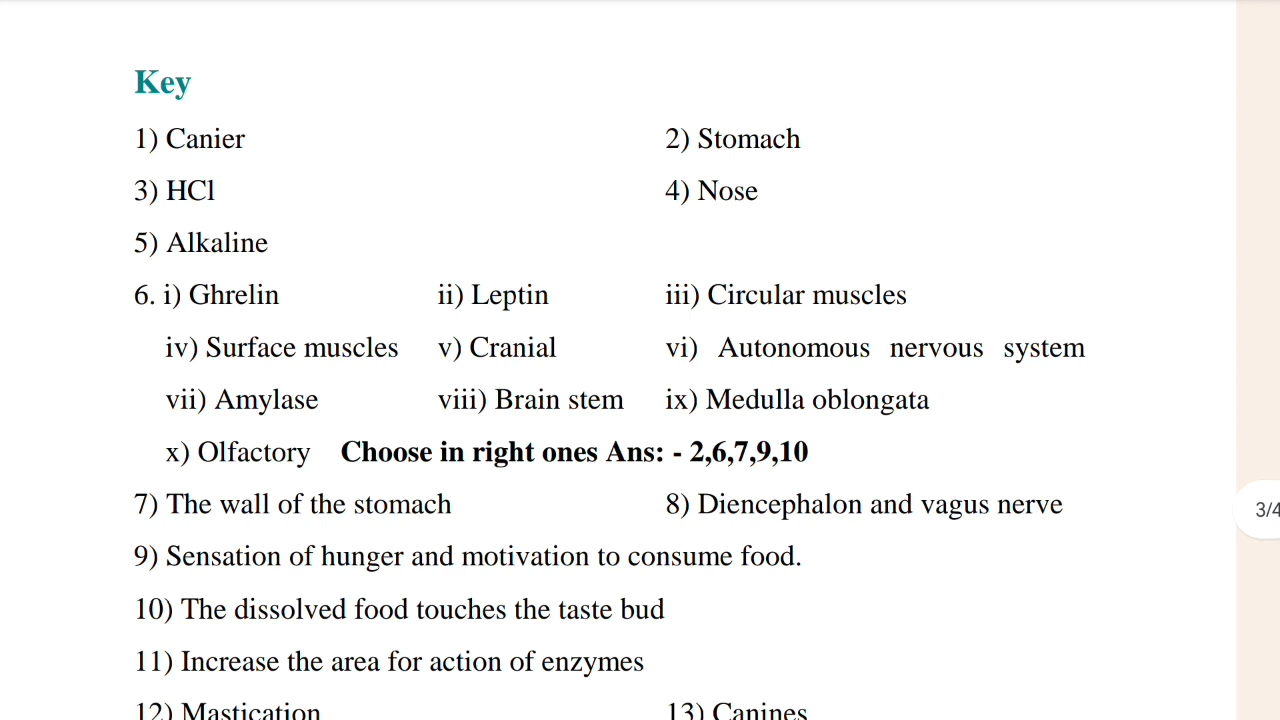 Key
1) Canier 2) Stomach
3) HCl 4) Nose
5) Alkaline
6. i) Ghrelin ii) Leptin iii) Circular muscles
iv) Surface muscles v) Cranial vi) Autonomous nervous system
vii) Amylase viii) Brain stem ix) Medulla oblongata
x) Olfactory Choose in right ones Ans: - 2,6,7,9,10
7) The wall of the stomach 8) Diencephalon and vagus nerve
3/4
9) Sensation of hunger and motivation to consume food.
10) The dissolved food touches the taste bud
11) Increase the area for action of enzymes
12) Mastication 13) Canines